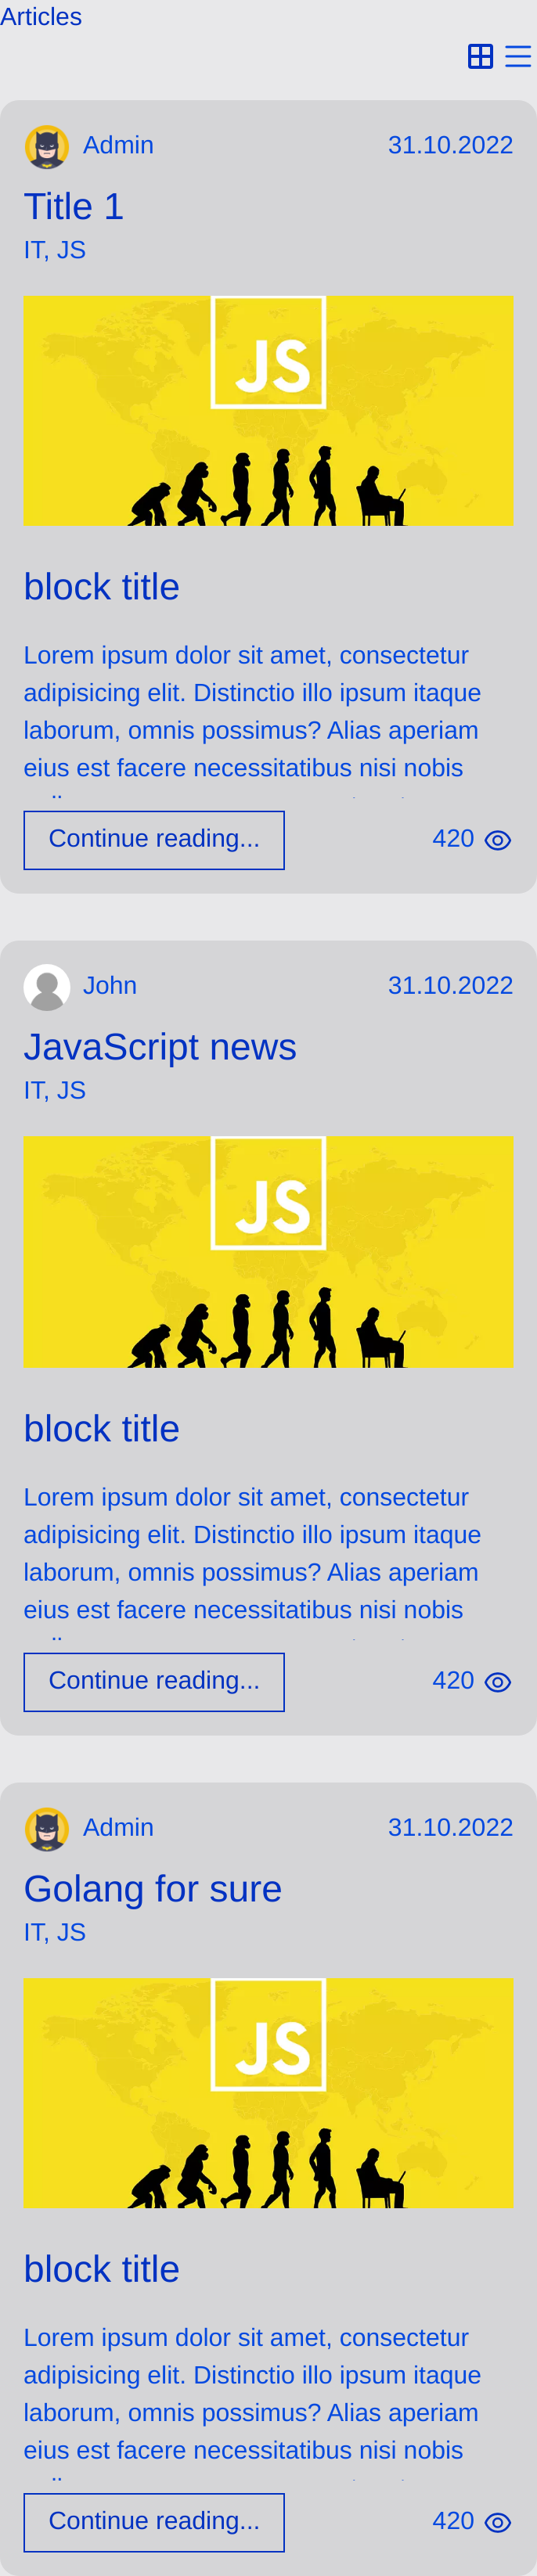 Articles
Admin 31.10.2022
Title 1
IT, JS
JS
block title
Lorem ipsum dolor sit amet, consectetur
adipisicing elit. Distinctio illo ipsum itaque
laborum, omnis possimus? Alias aperiam
eius est facere necessitatibus nisi nobis
Continue reading... 420
John 31.10.2022
JavaScript news
IT, JS
JS
block title
Lorem ipsum dolor sit amet, consectetur
adipisicing elit. Distinctio illo ipsum itaque
laborum, omnis possimus? Alias aperiam
eius est facere necessitatibus nisi nobis
Continue reading... 420
Admin 31.10.2022
Golang for sure
IT, JS
JS
block title
Lorem ipsum dolor sit amet, consectetur
adipisicing elit. Distinctio illo ipsum itaque
laborum, omnis possimus? Alias aperiam
eius est facere necessitatibus nisi nobis
Continue reading... 420